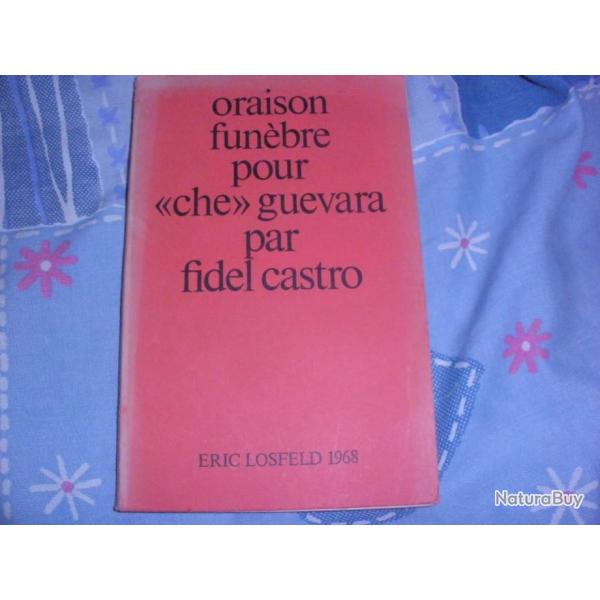 oraison
funèbre
pour
«che» guevara
par
fidel castro
ERIC LOSFELD 1968
NaturaBuy